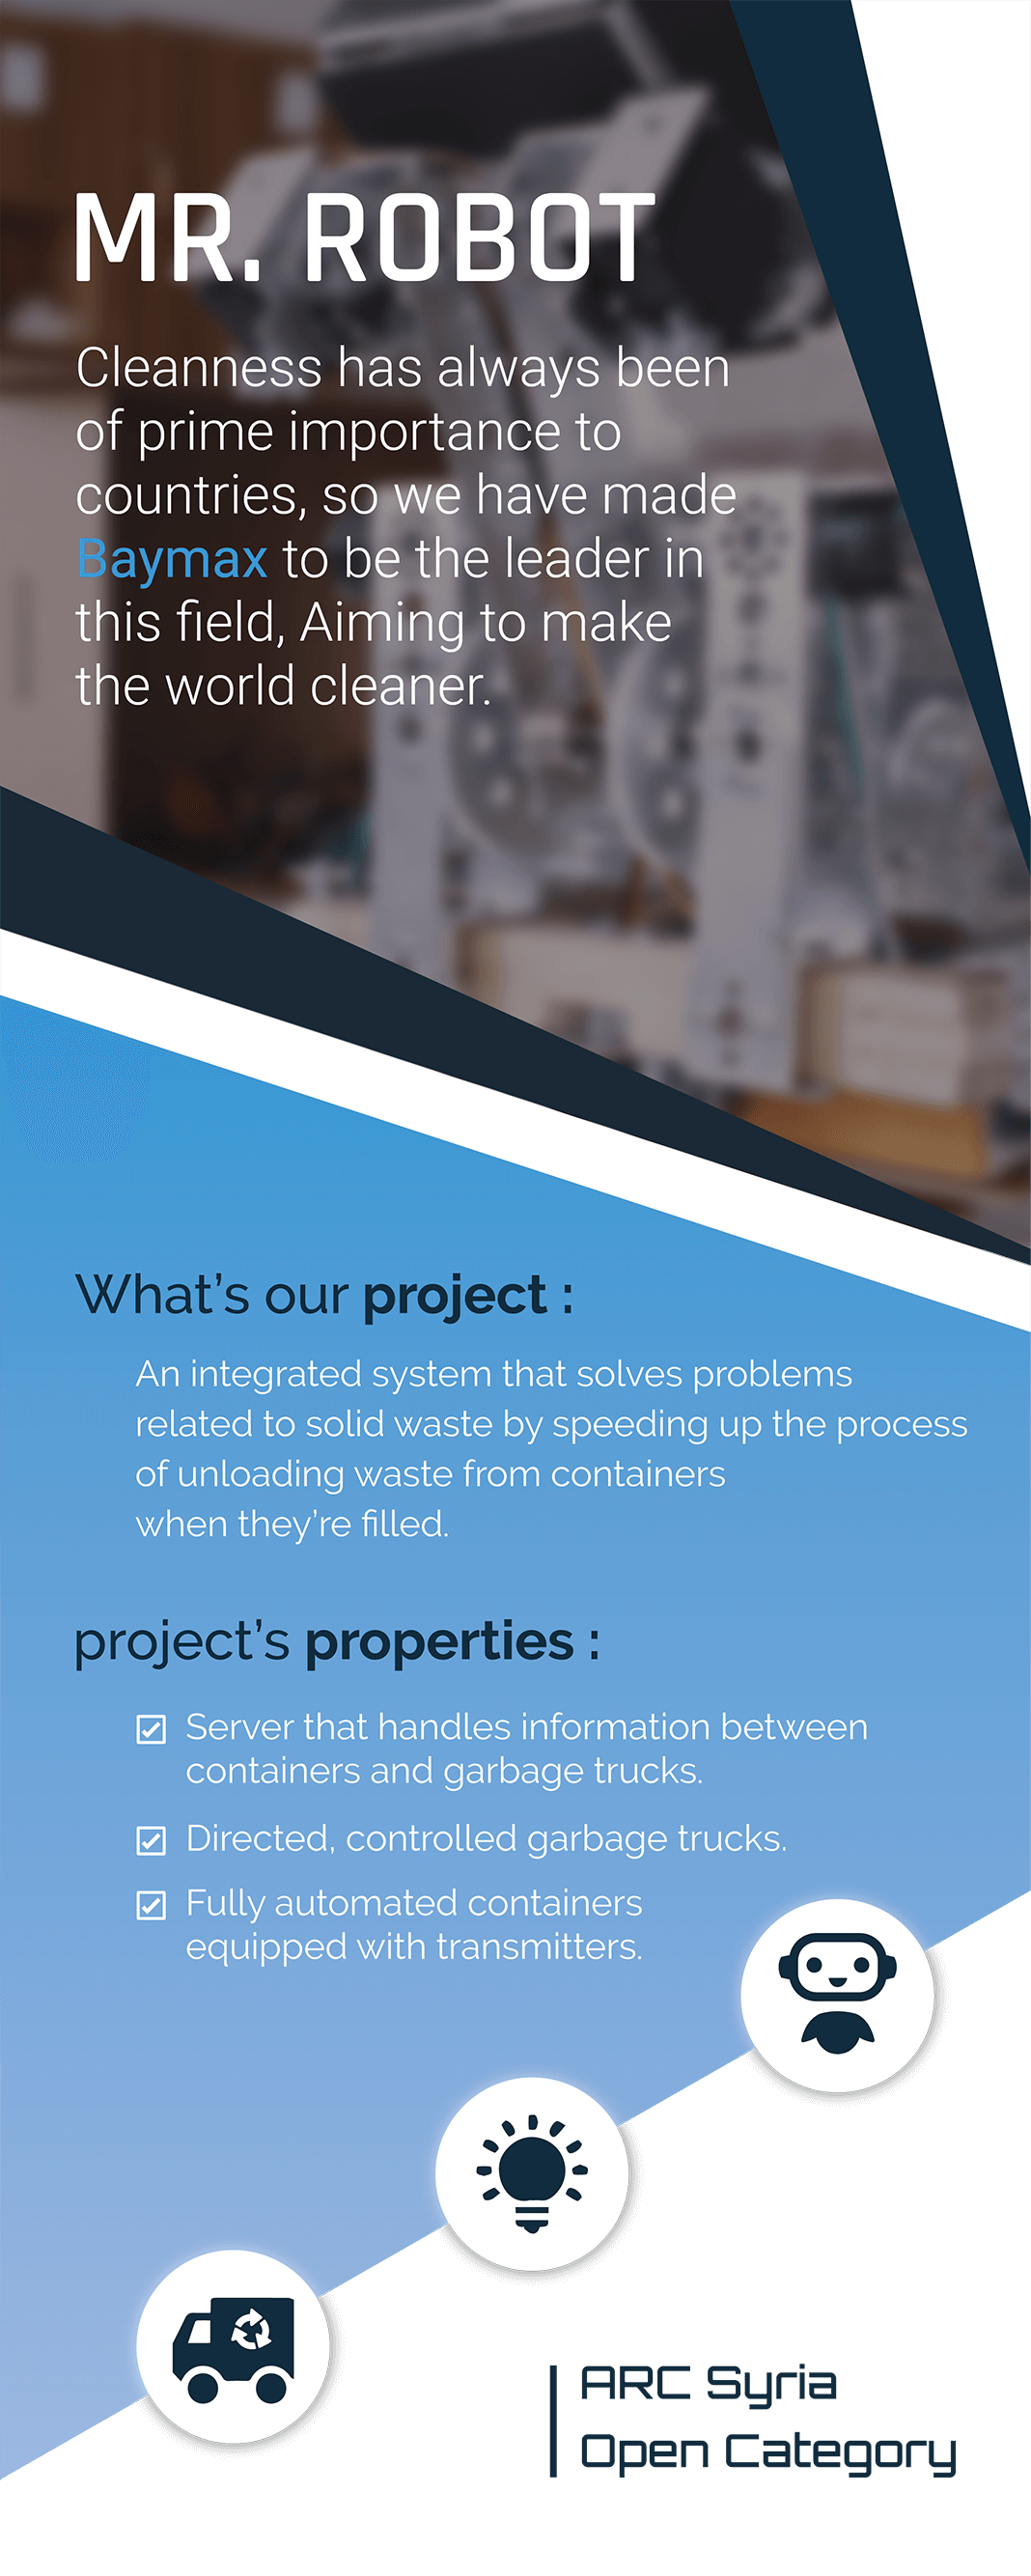 MR. ROBOT
Cleanness has always been
of prime importance to
countries, so we have made
Baymax to be the leader in
this field, Aiming to make
the world cleaner.
What's our project :
An integrated system that solves problems
related to solid waste by speeding up the process
of unloading waste from containers
when they're filled.
project's properties :
Server that handles information between
containers and garbage trucks.
Directed, controlled garbage trucks.
Fully automated containers
equipped with transmitters.
ARC Syria
Open Category